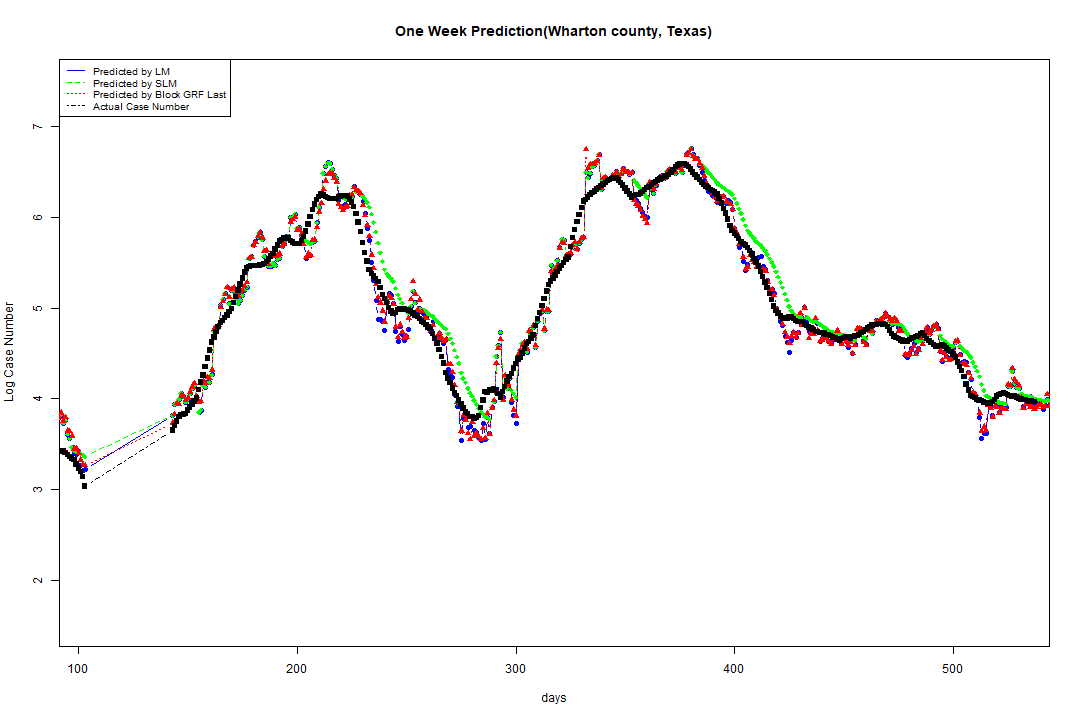 One Week Prediction(Wharton county, Texas)
Predicted by LM
Predicted by SLM
Predicted by Block GRF Last
Actual Case Number
7
6
5
4
3
2
Log Case Number
100 200 300 400 500
days